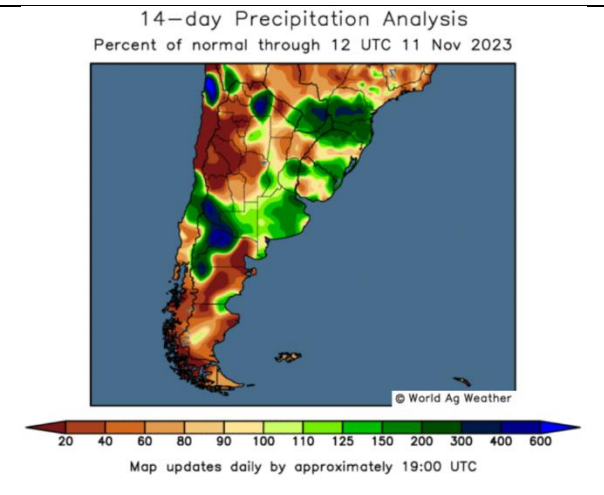 14-day Precipitation Analysis
Percent of normal through 12 UTC 11 Nov 2023
© World Ag Weather
20 40 60 80 90 100 110 125 150 200 300 400 600
Map updates daily by approximately 19:00 UTC